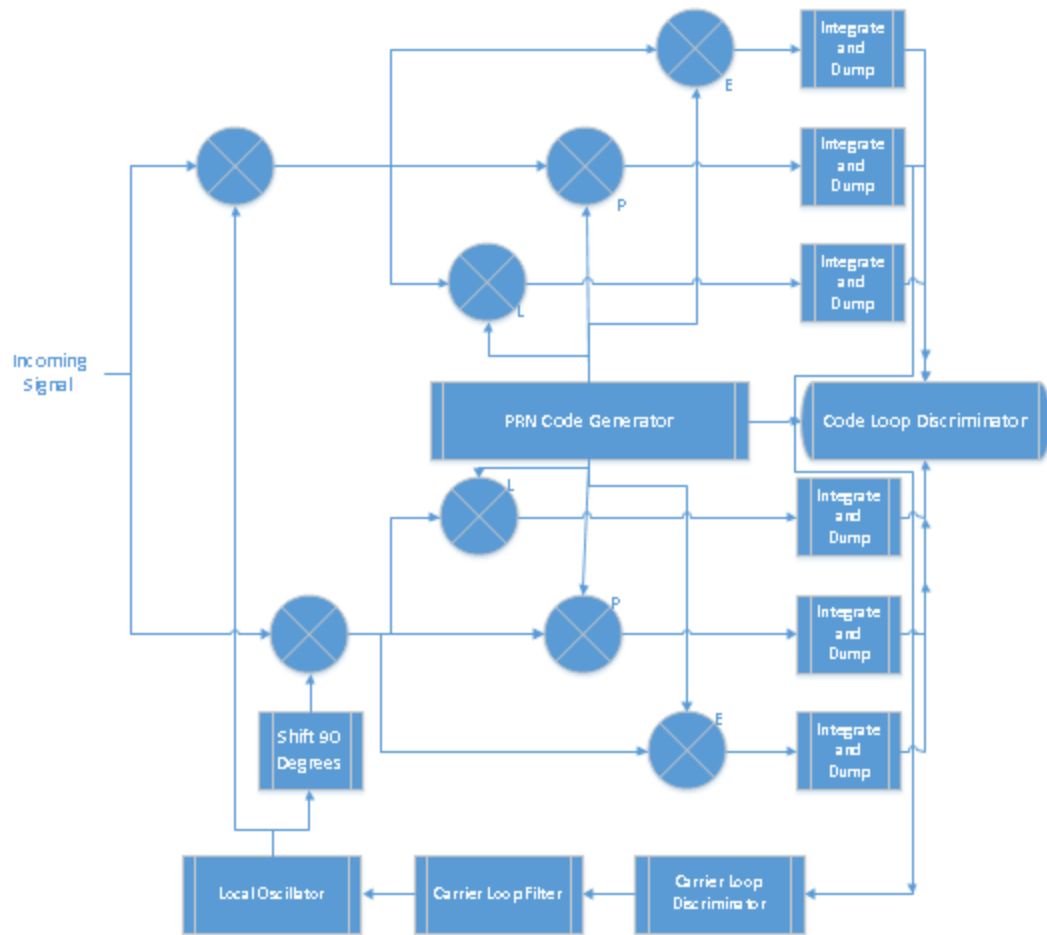 Integrate
and
Dump
E
Integrate
and
Dump
P
Integrate
and
Dump
L
Incoming
Signal
PRN Code Generator
Code Loop Discriminator
L
Integrate
and
Dump
P
Integrate
and
Dump
E
Integrate
and
Dump
Shift 90
Degrees
Local Oscillator
Carrier Loop Filter
Carrier Loop
Discriminator